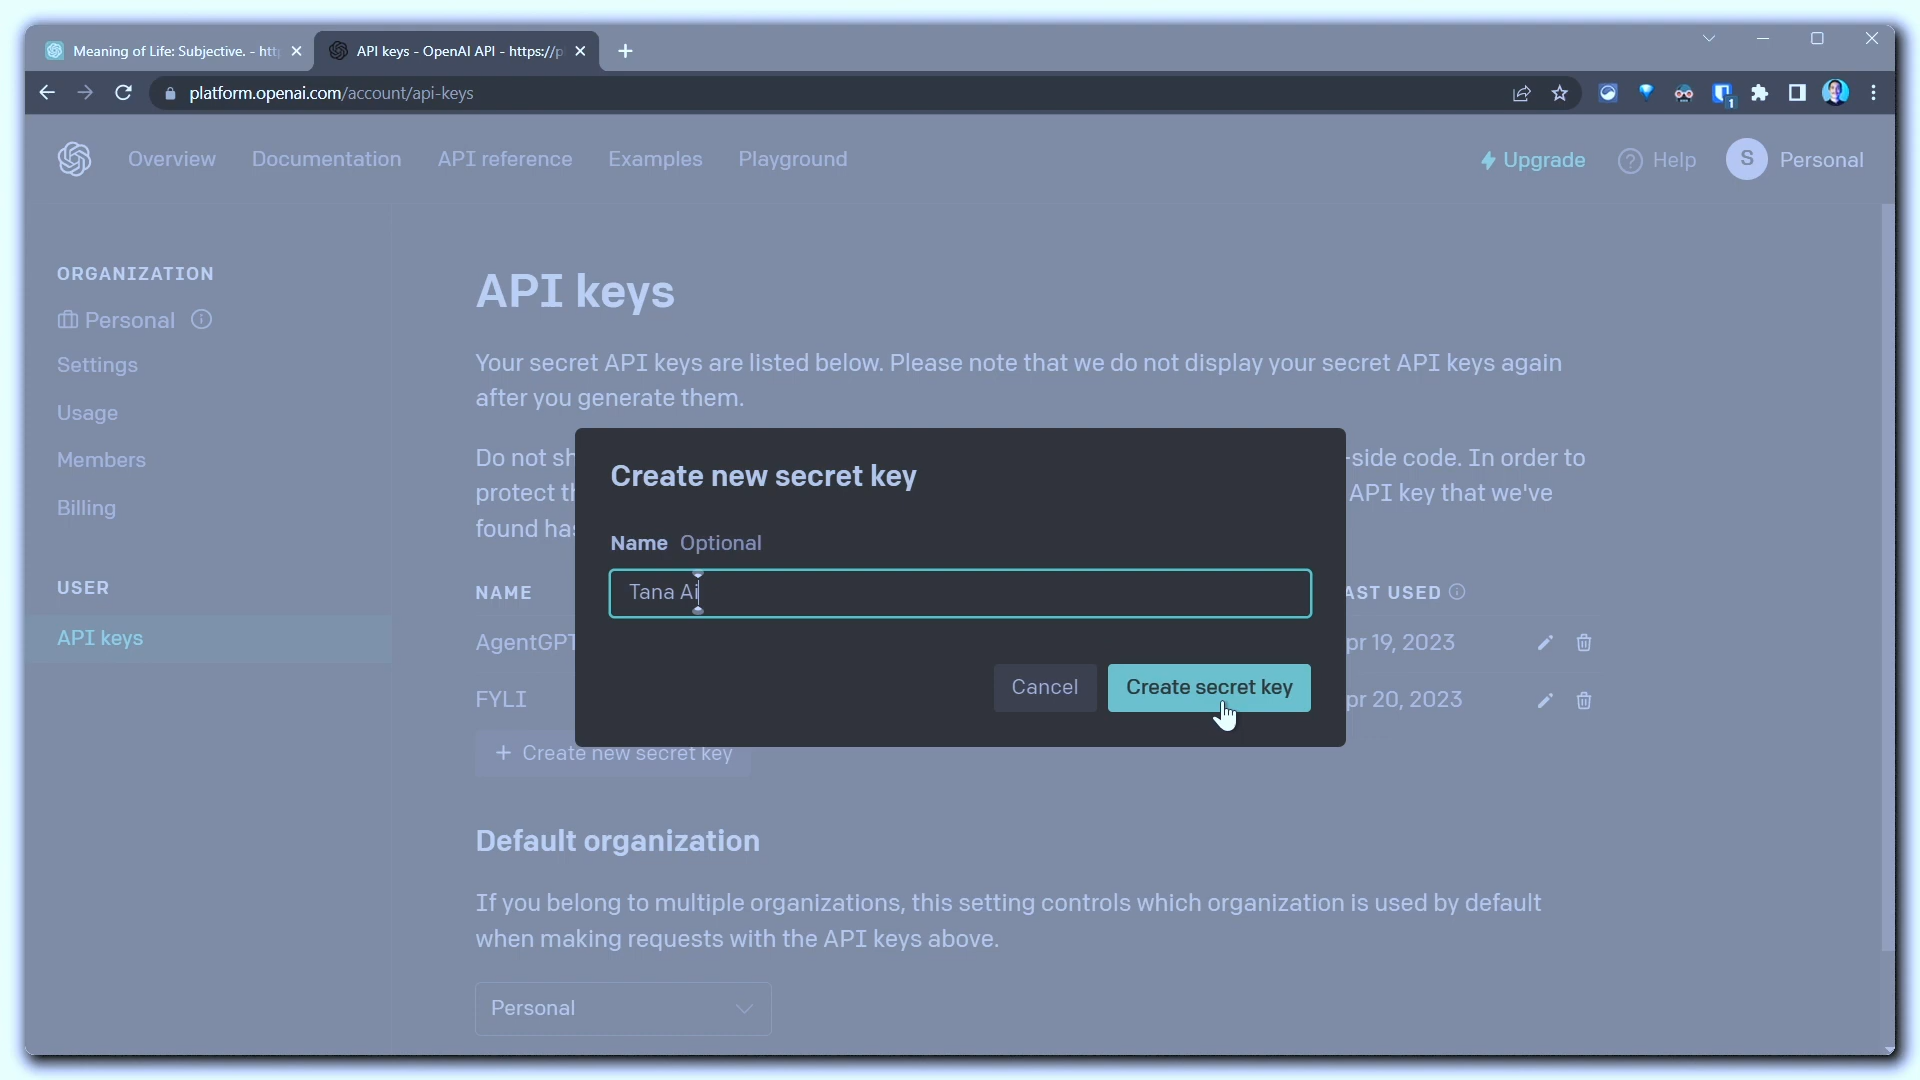 Meaning of Life: Subjective. - htt
API keys - OpenAI API - https://p
platform.openai.com/account/api-keys
1
Overview Documentation API reference Examples Playground
Upgrade Help S Personal
ORGANIZATION
Personal
Settings
Usage
Members
Billing
USER
API keys
API keys
Your secret API keys are listed below. Please note that we do not display your secret API keys again
after you generate them.
Do not sh -side code. In order to
protect th API key that we've
found has
Create new secret key
Name Optional
Tana Ai
Cancel Create secret key
NAME AST USED
AgentGPT pr 19, 2023
FYLI pr 20, 2023
+ Create new secret key
Default organization
If you belong to multiple organizations, this setting controls which organization is used by default
when making requests with the API keys above.
Personal